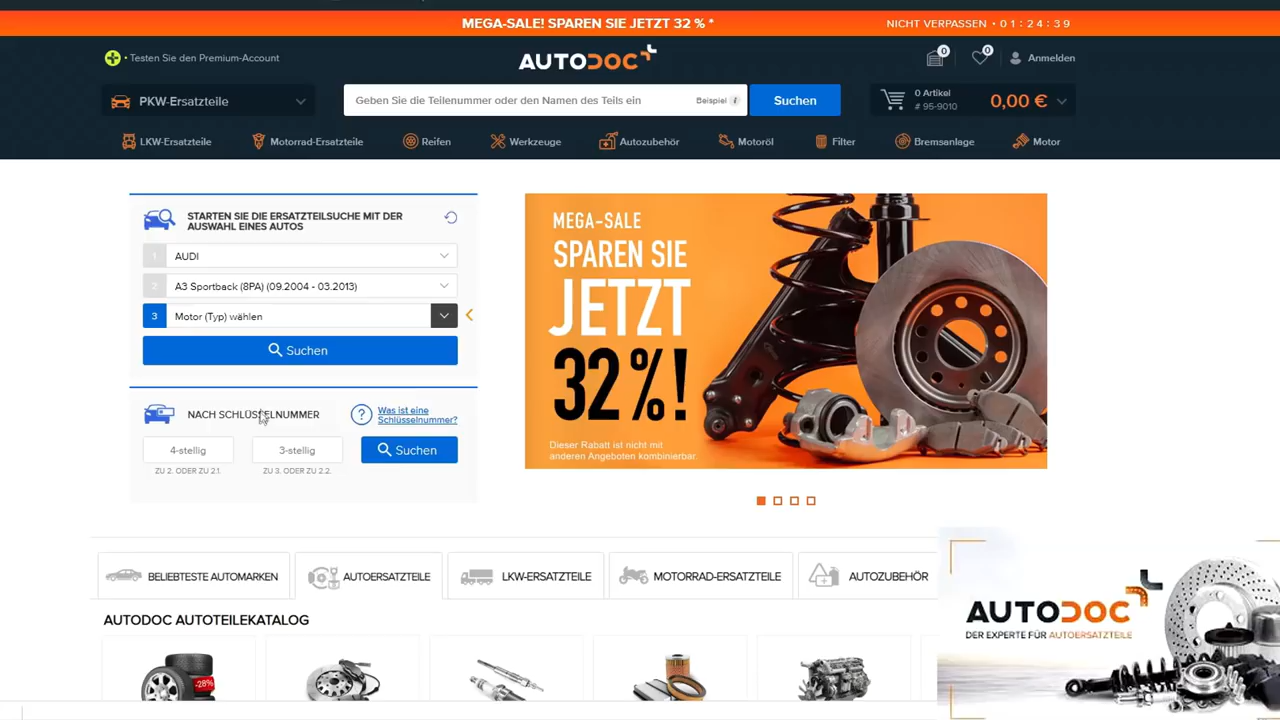 MEGA-SALE! SPAREN SIE JETZT 32 % *
NICHT VERPASSEN • 01:24:39
• Testen Sie den Premium-Account
AUTODOC
0
0
Anmelden
PKW-Ersatzteile
Geben Sie die Teilenummer oder den Namen des Teils ein
Beispiel i
Suchen
0 Artikel
# 95-9010
0,00 €
LKW-Ersatzteile
Motorrad-Ersatzteile
Reifen
Werkzeuge
Autozubehör
Motoröl
Filter
Bremsanlage
Motor
STARTEN SIE DIE ERSATZTEILSUCHE MIT DER
AUSWAHL EINES AUTOS
1 AUDI
2 A3 Sportback (8PA) (09.2004 - 03.2013)
3 Motor (Typ) wählen
Suchen
NACH SCHLÜSSELNUMMER
? Was ist eine
Schlüsselnummer?
4-stellig
3-stellig
Suchen
ZU 2. ODER ZU 2.1.
ZU 3. ODER ZU 2.2.
MEGA-SALE
SPAREN SIE
JETZT
32%!
Dieser Rabatt ist nicht mit
anderen Angeboten kombinierbar.
BELIEBTESTE AUTOMARKEN
AUTOERSATZTEILE
LKW-ERSATZTEILE
MOTORRAD-ERSATZTEILE
AUTOZUBEHÖR
AUTODOC AUTOTEILEKATALOG
-28%
AUTODOC
DER EXPERTE FÜR AUTOERSATZTEILE